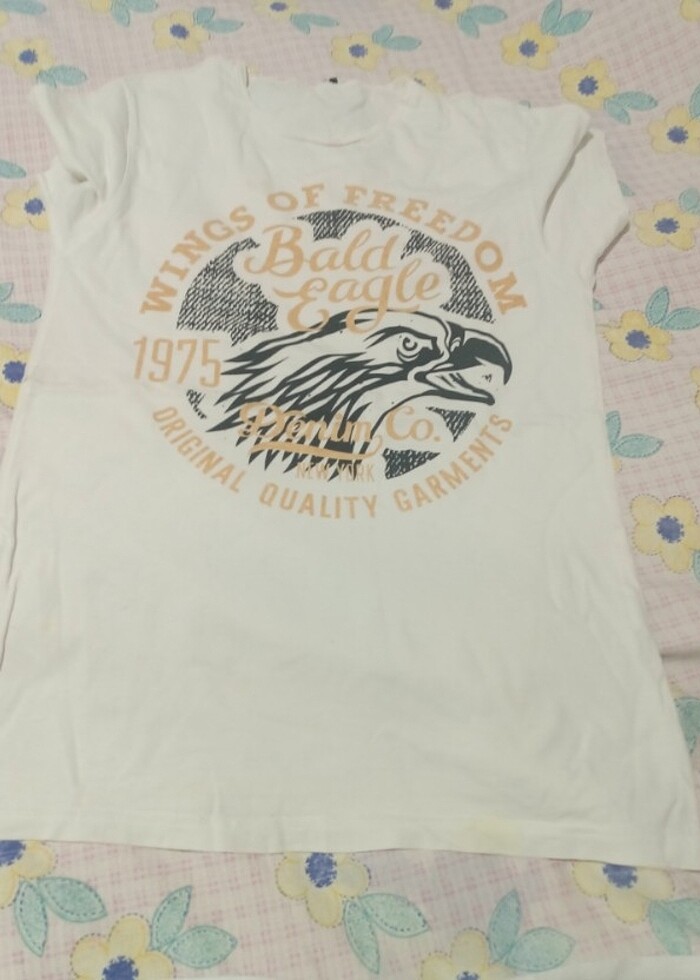 WINGS OF FREEDOM
Bald
Eagle
1975
Denim Co.
NEW YORK
ORIGINAL QUALITY GARMENTS